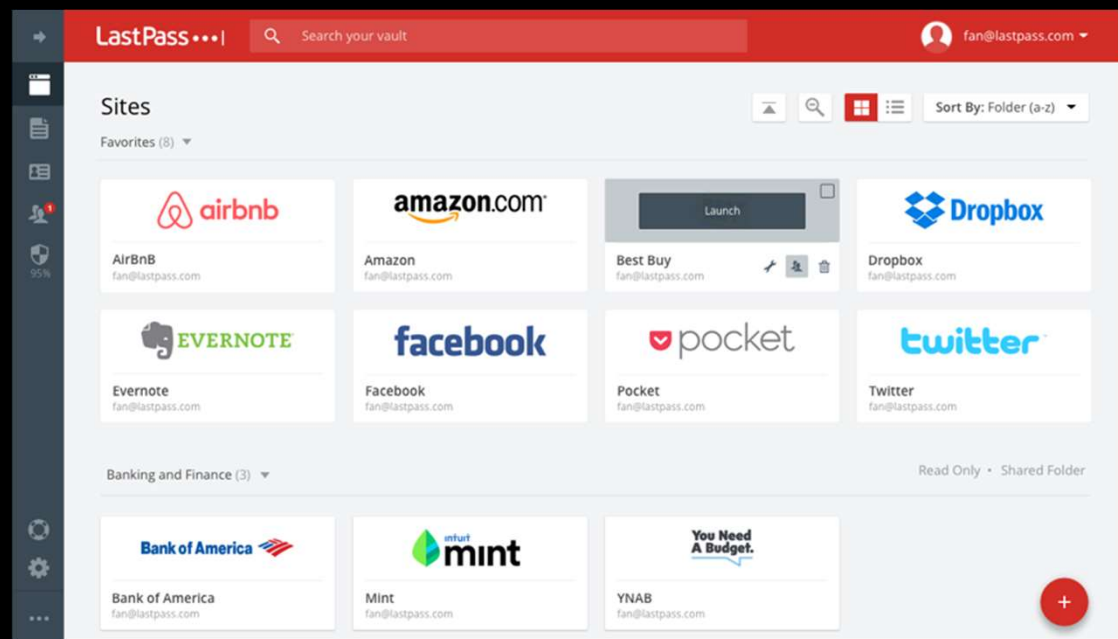 LastPass •••|
Search your vault
fan@lastpass.com
Sites
Sort By: Folder (a-z)
Favorites (8)
airbnb
AirBnB
fan@lastpass.com
amazon.com
Amazon
fan@lastpass.com
Launch
Best Buy
fan@lastpass.com
Dropbox
Dropbox
fan@lastpass.com
EVERNOTE
Evernote
fan@lastpass.com
facebook
Facebook
fan@lastpass.com
pocket
Pocket
fan@lastpass.com
twitter
Twitter
fan@lastpass.com
1
95%
Banking and Finance (3)
Read Only • Shared Folder
Bank of America
Bank of America
fan@lastpass.com
intuit
mint
Mint
fan@lastpass.com
You Need
A Budget.
YNAB
fan@lastpass.com
+